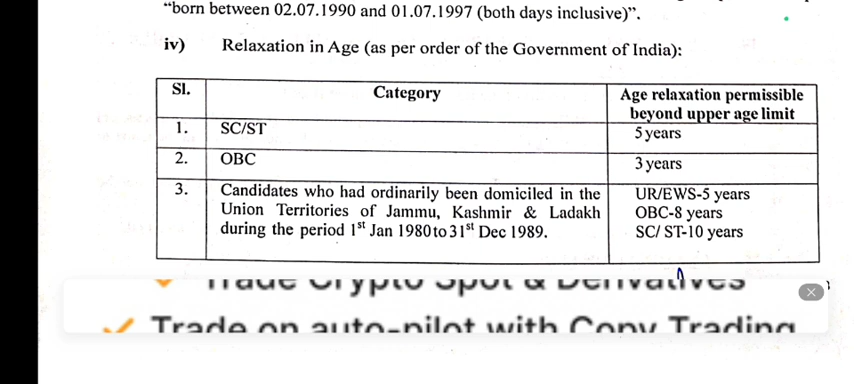 "born between 02.07.1990 and 01.07.1997 (both days inclusive)".
iv) Relaxation in Age (as per order of the Government of India):
Sl. Category Age relaxation permissible beyond upper age limit
1. SC/ST 5 years
2. OBC 3 years
3. Candidates who had ordinarily been domiciled in the UR/EWS-5 years
Union Territories of Jammu, Kashmir & Ladakh OBC-8 years
during the period 1st Jan 1980 to 31st Dec 1989. SC/ ST-10 years
Trade Crypto Spot & Derivatives
Trade on auto-pilot with Copy Trading